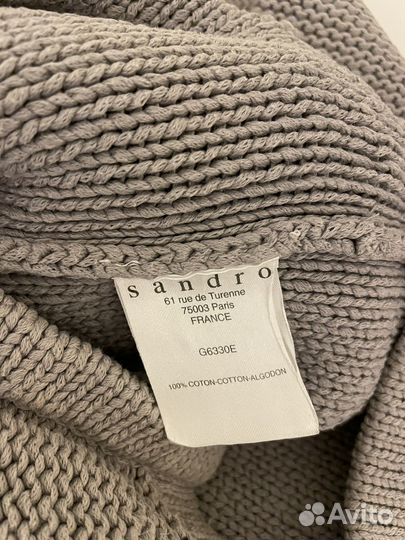 sandro
61 rue de Turenne
75003 Paris
FRANCE
G6330E
100% COTON-COTTON-ALGODON
Avito